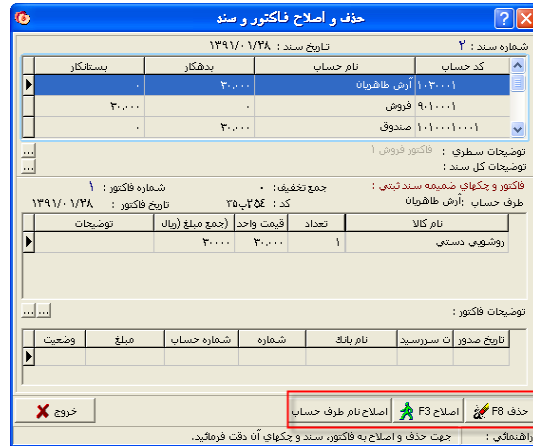 حذف و اصلاح فاکتور و سند
شماره سند : ۲ تاریخ سند : ۱۳۹۱/۰۱/۲۸
کد حساب نام حساب بدهکار بستانکار
۱۰۳۰۰۰۱ آرش طاهریان ۳۰,۰۰۰ ۰
۹۰۱۰۰۰۱ فروش ۰ ۳۰,۰۰۰
۱۰۱۰۰۰۱۰۰۰۱ صندوق ۳۰,۰۰۰ ۰
توضیحات سطری : فاکتور فروش ۱ ...
توضیحات کل سند : ...
فاکتور و چکهای ضمیمه سند ثبتی : جمع تخفیف: ۰ شماره فاکتور : ۱
طرف حساب : آرش طاهریان کد : ۲۵۴ب۳۵ تاریخ فاکتور : ۱۳۹۱/۰۱/۲۸
نام کالا تعداد قیمت واحد (جمع مبلغ (ریال توضیحات
روشویی دستی ۱ ۳۰,۰۰۰ ۳۰۰۰۰
توضیحات فاکتور : ... ...
تاریخ صدور ت سررسید نام بانک شماره شماره حساب مبلغ وضعیت
حذف F8 اصلاح F3 اصلاح نام طرف حساب خروج
راهنمائی : جهت حذف و اصلاح به فاکتور، سند و چکهای آن دقت فرمائید.